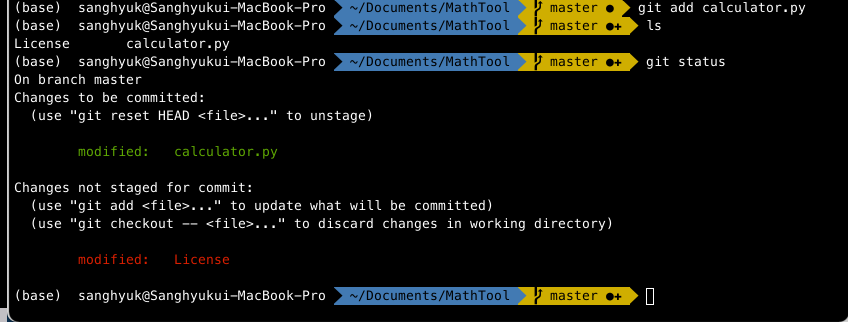 (base) sanghyuk@Sanghyukui-MacBook-Pro ~/Documents/MathTool master ● git add calculator.py
(base) sanghyuk@Sanghyukui-MacBook-Pro ~/Documents/MathTool master ●+ ls
License calculator.py
(base) sanghyuk@Sanghyukui-MacBook-Pro ~/Documents/MathTool master ●+ git status
On branch master
Changes to be committed:
(use "git reset HEAD <file>..." to unstage)
modified: calculator.py
Changes not staged for commit:
(use "git add <file>..." to update what will be committed)
(use "git checkout -- <file>..." to discard changes in working directory)
modified: License
(base) sanghyuk@Sanghyukui-MacBook-Pro ~/Documents/MathTool master ●+